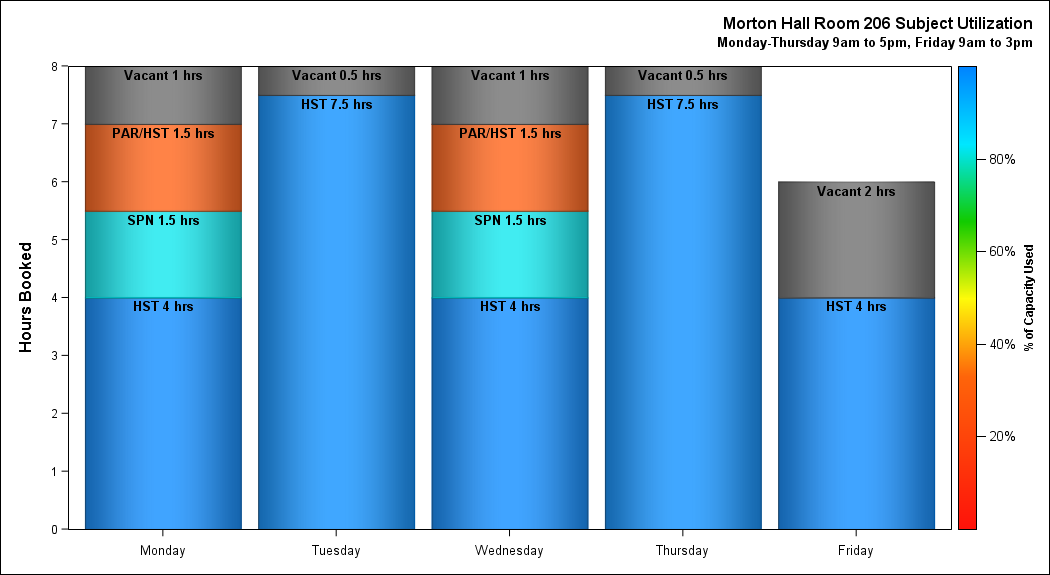 Morton Hall Room 206 Subject Utilization
Monday-Thursday 9am to 5pm, Friday 9am to 3pm
Hours Booked
8
7
6
5
4
3
2
1
0
Vacant 1 hrs
PAR/HST 1.5 hrs
SPN 1.5 hrs
HST 4 hrs
Vacant 0.5 hrs
HST 7.5 hrs
Vacant 1 hrs
PAR/HST 1.5 hrs
SPN 1.5 hrs
HST 4 hrs
Vacant 0.5 hrs
HST 7.5 hrs
Vacant 2 hrs
HST 4 hrs
Monday
Tuesday
Wednesday
Thursday
Friday
80%
60%
40%
20%
% of Capacity Used